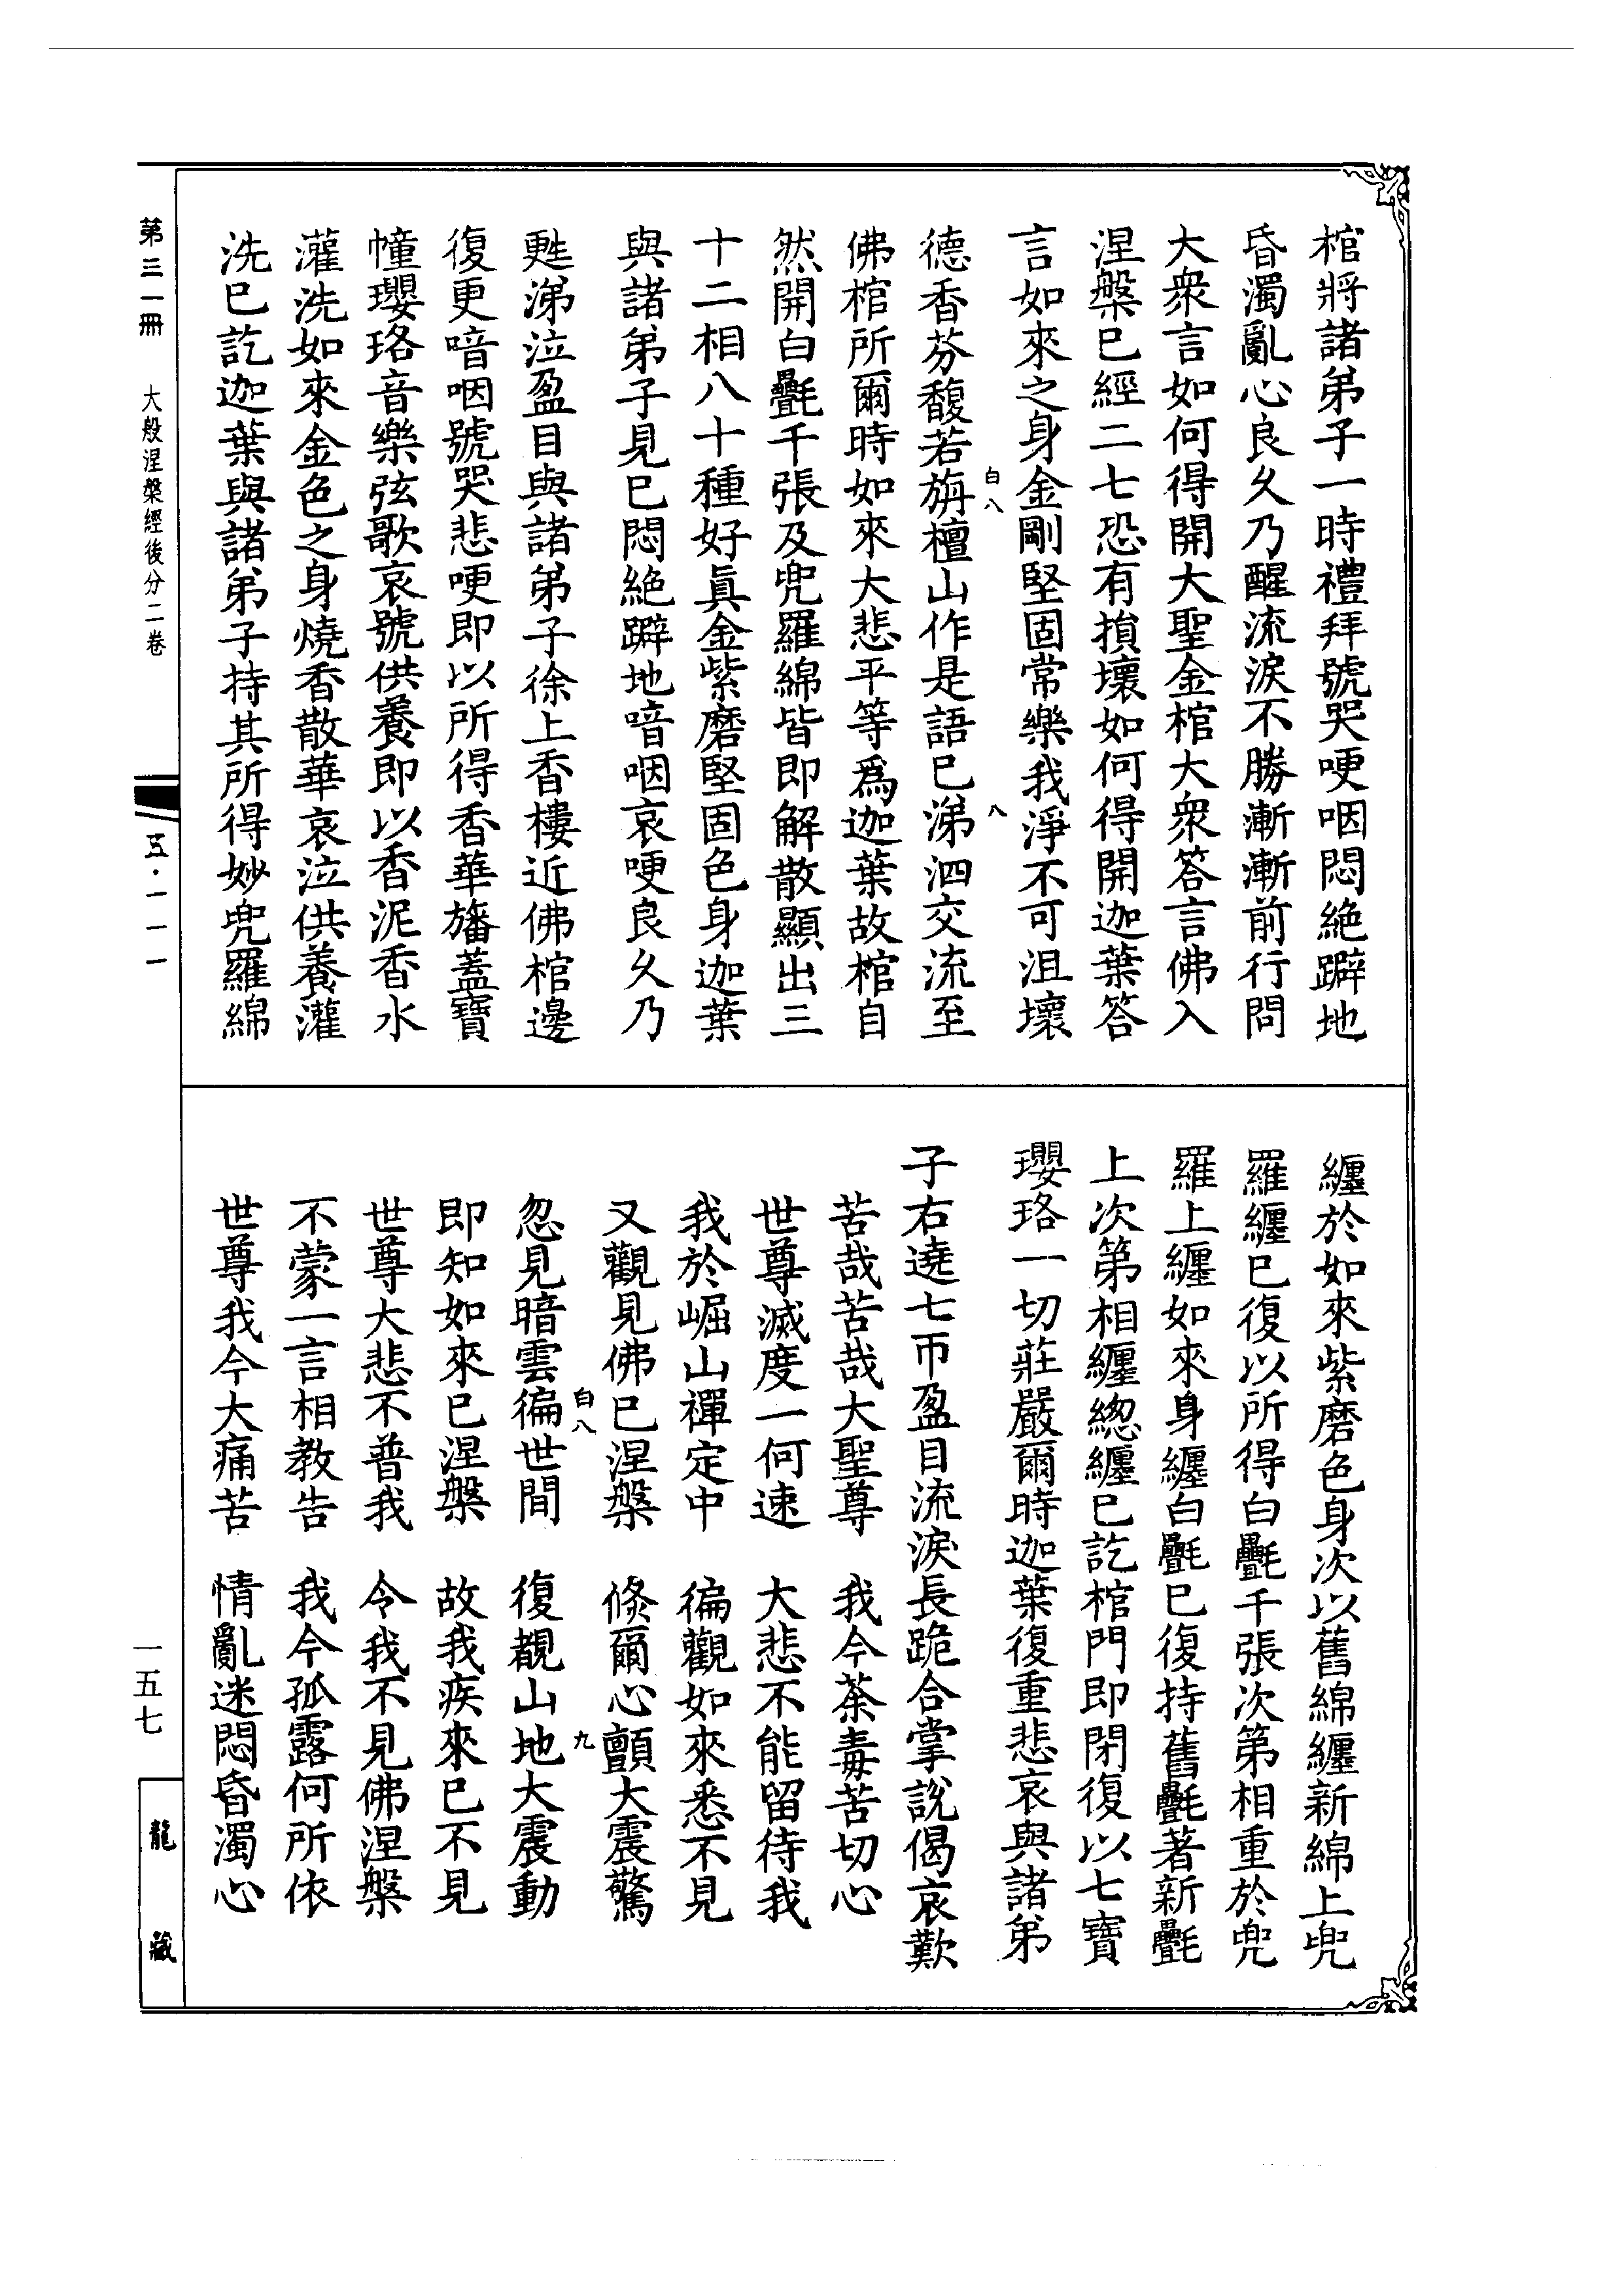 棺將諸弟子一時禮拜號哭哽咽悶絕躃地
昏濁亂心良久乃醒流淚不勝漸漸前行問
大衆言如何得開大聖金棺大衆答言佛入
涅槃已經二七恐有損壞如何得開迦葉答
言如來之身金剛堅固常樂我淨不可沮壞
白八
八
德香芬馥若旃檀山作是語已涕泗交流至
佛棺所爾時如來大悲平等爲迦葉故棺自
然開白㲲千張及兜羅綿皆即解散顯出三
十二相八十種好眞金紫磨堅固色身迦葉
與諸弟子見已悶絕躃地喑咽哀哽良久乃
甦涕泣盈目與諸弟子徐上香樓近佛棺邊
復更喑咽號哭悲哽即以所得香華旛蓋寶
幢瓔珞音樂弦歌哀號供養即以香泥香水
灌洗如來金色之身燒香散華哀泣供養灌
洗已訖迦葉與諸弟子持其所得妙兜羅綿
纏於如來紫磨色身次以舊綿纏新綿上兜
羅纏已復以所得白㲲千張次第相重於兜
羅上纏如來身纏白㲲已復持舊㲲著新㲲
上次第相纏緫纏已訖棺門即閉復以七寶
瓔珞一切莊嚴爾時迦葉復重悲哀與諸弟
子右遶七帀盈目流淚長跪合掌說偈哀歎
苦哉苦哉大聖尊　我今荼毒苦切心
世尊滅度一何速　大悲不能留待我
我於崛山禪定中　徧觀如來悉不見
又觀見佛已涅槃　倏爾心顫大震驚
白八
九
忽見暗雲徧世間　復覩山地大震動
即知如來已涅槃　故我疾來已不見
世尊大悲不普我　令我不見佛涅槃
不蒙一言相教告　我今孤露何所依
世尊我今大痛苦　情亂迷悶昏濁心
第三一冊　大般涅槃經後分二卷
五·一一一
一五七
龍藏